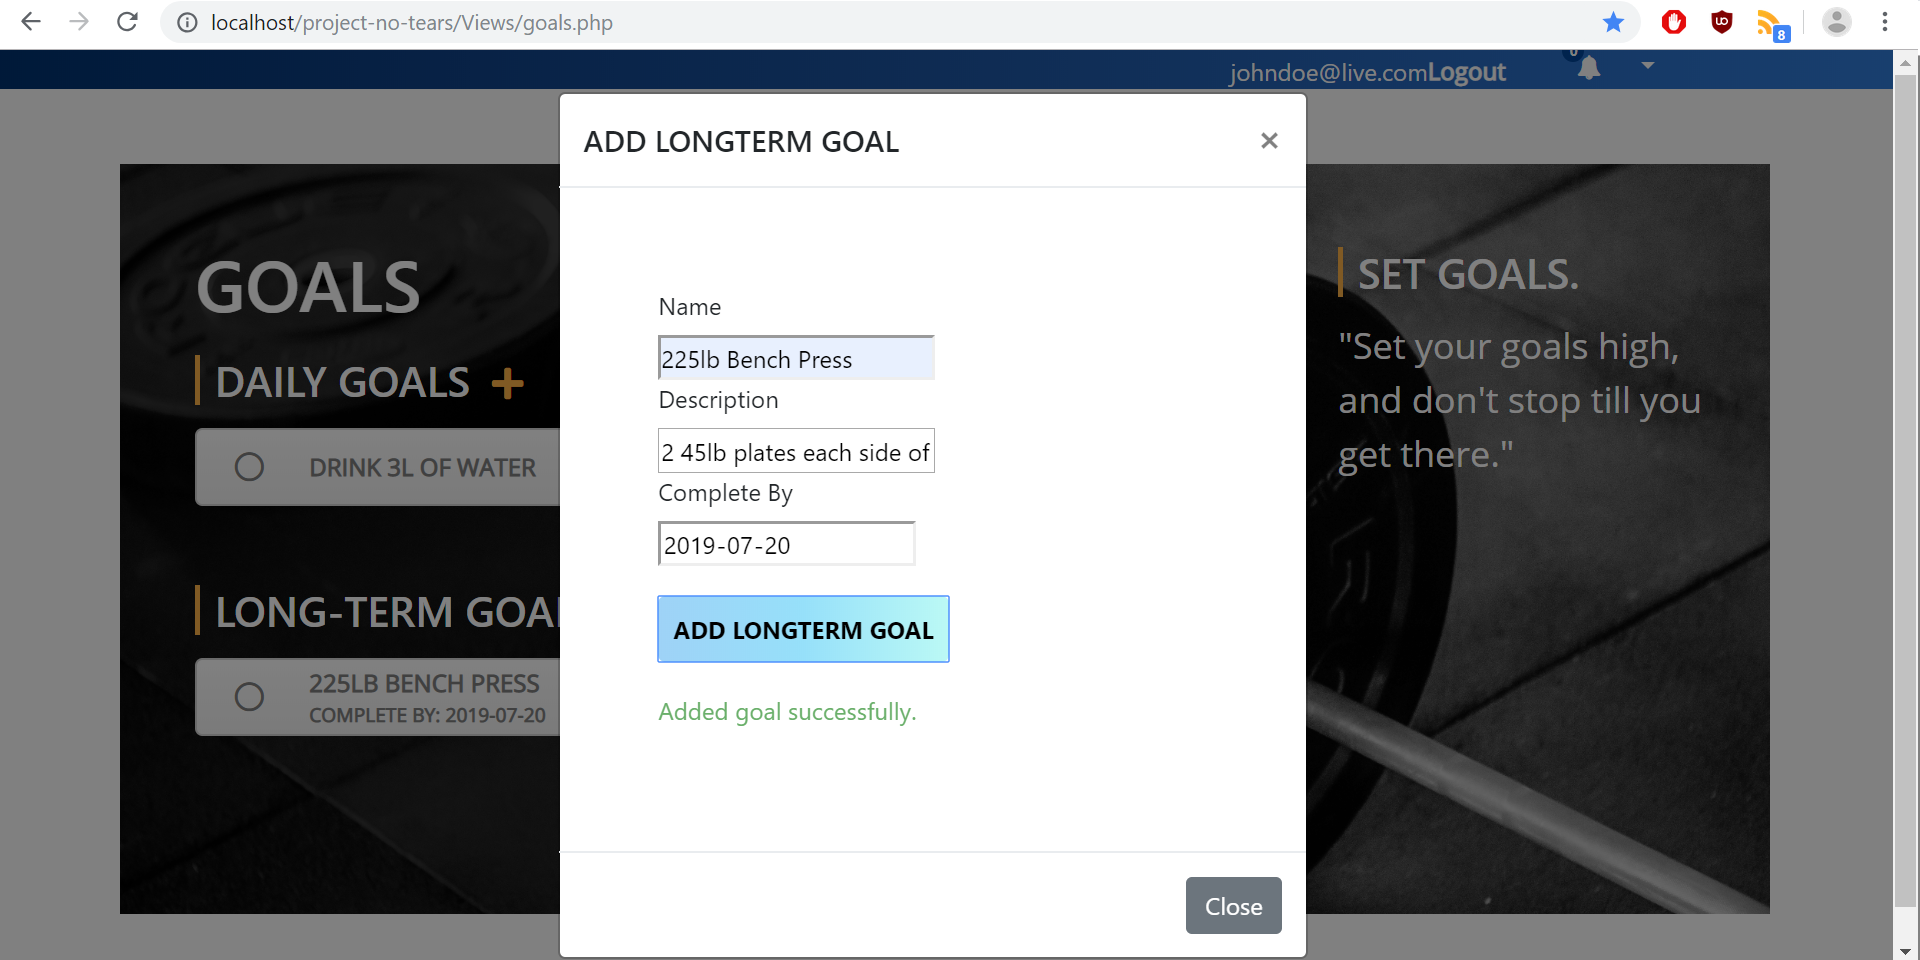 localhost/project-no-tears/Views/goals.php
8
johndoe@live.comLogout
0
ADD LONGTERM GOAL
×
GOALS
DAILY GOALS
DRINK 3L OF WATER
LONG-TERM GOA
225LB BENCH PRESS
COMPLETE BY: 2019-07-20
Name
225lb Bench Press
Description
2 45lb plates each side of
Complete By
2019-07-20
ADD LONGTERM GOAL
Added goal successfully.
Close
SET GOALS.
"Set your goals high,
and don't stop till you
get there."